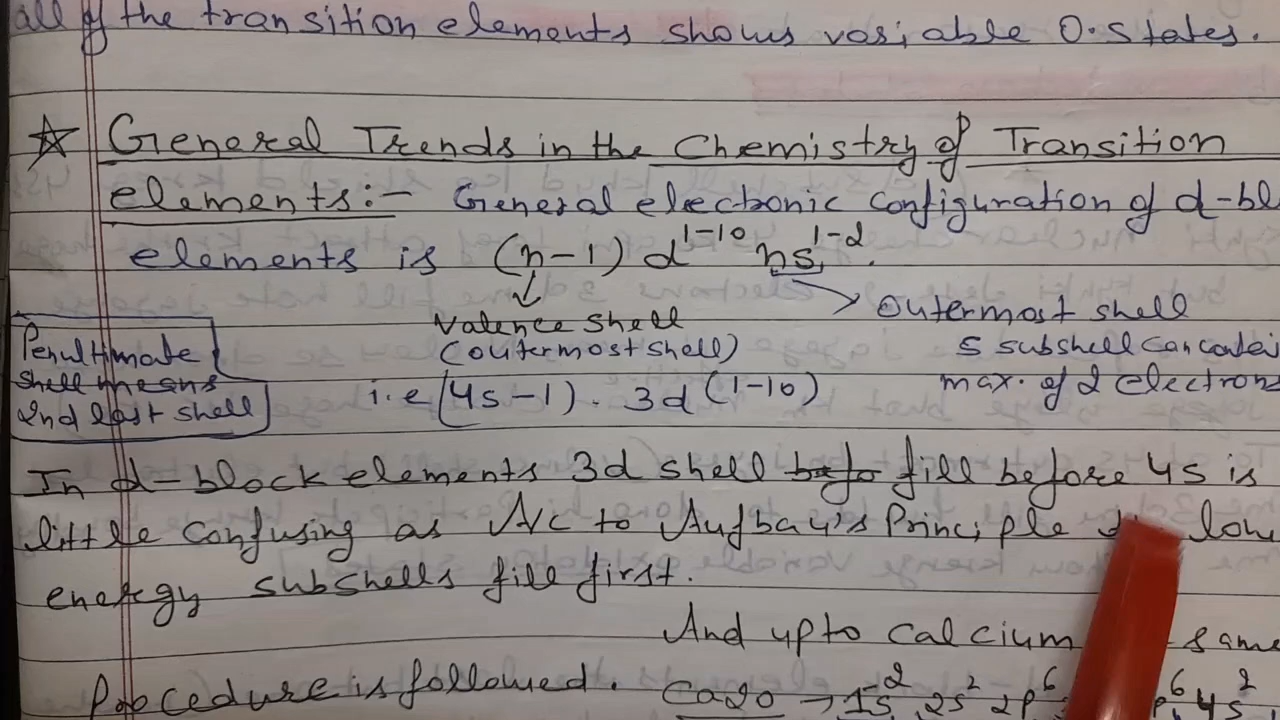 all of the transition elements shows variable O.States.
☆ General Trends in the Chemistry of Transition
elements:- General electronic configuration of d-bl
elements is (n-1) d¹⁻¹⁰ ns¹⁻².
Valence shell
(outermost shell)
→ outermost shell
s subshell can contai
max. of 2 electrons
Penultimate
shell means
2nd last shell
i.e (4s-1). 3d (1-10)
In d-block elements 3d shell fill before 4s is
little confusing as A/c to Aufbau's Principle low
energy subshells fill first.
And upto Calcium same
Procedure is followed. Ca20 → 1s² 2s² 2p⁶ p⁶ 4s²